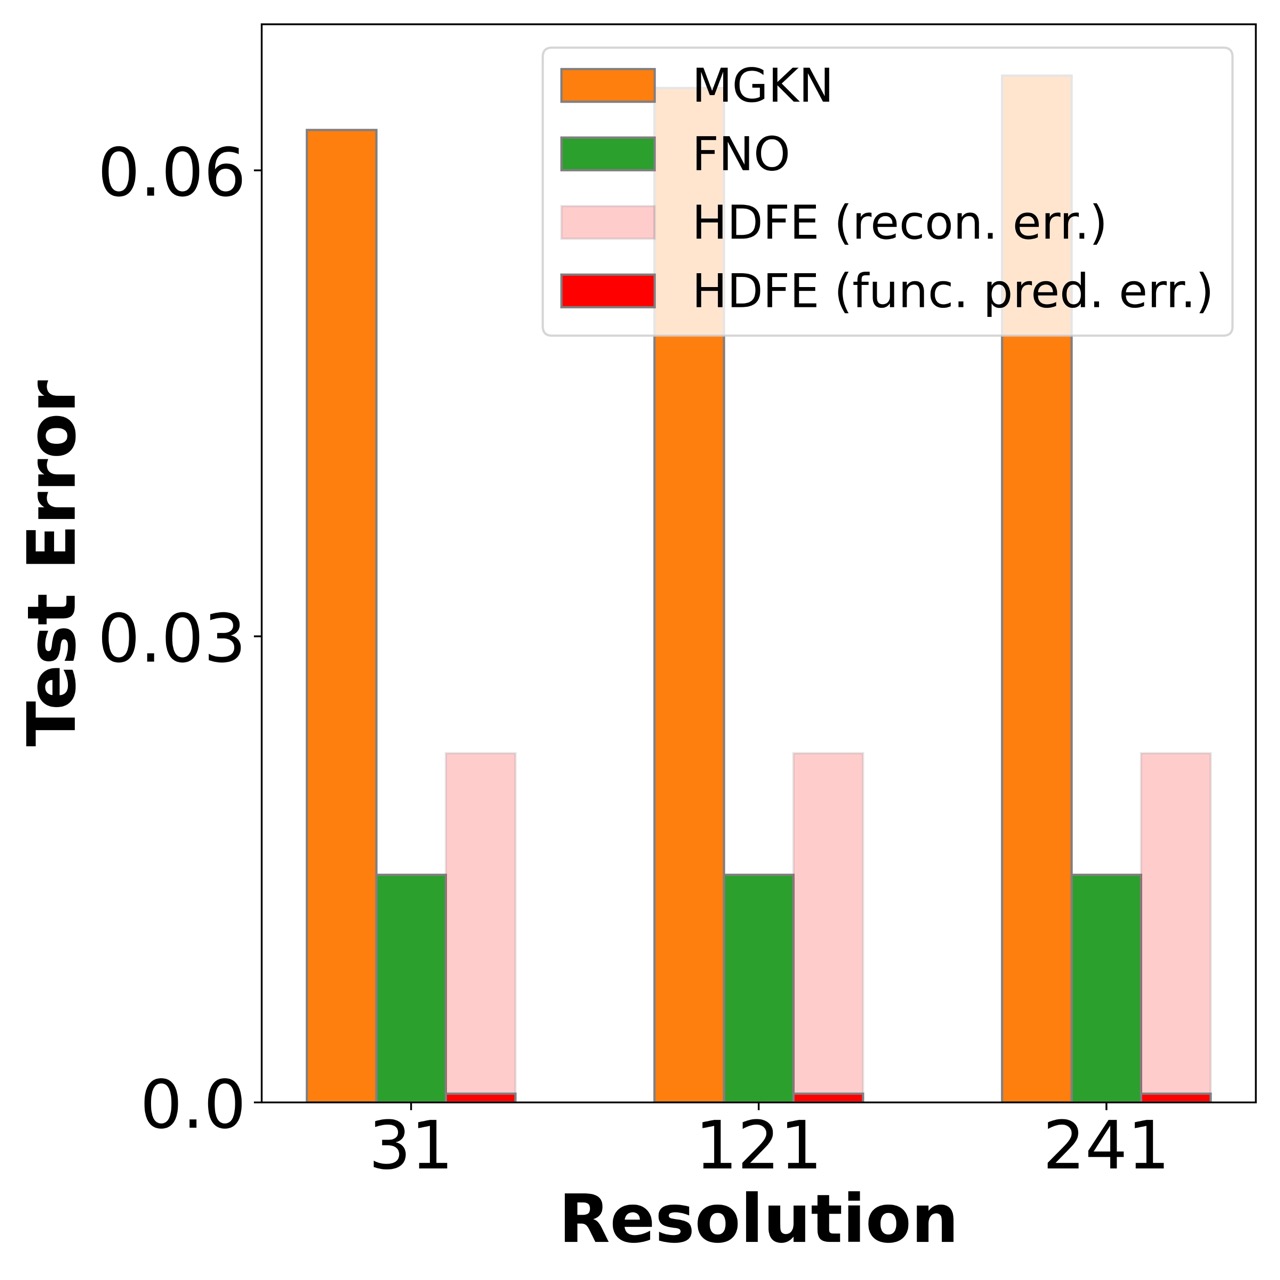 MGKN
FNO
HDFE (recon. err.)
HDFE (func. pred. err.)
Test Error
0.06
0.03
0.0
31 121 241
Resolution